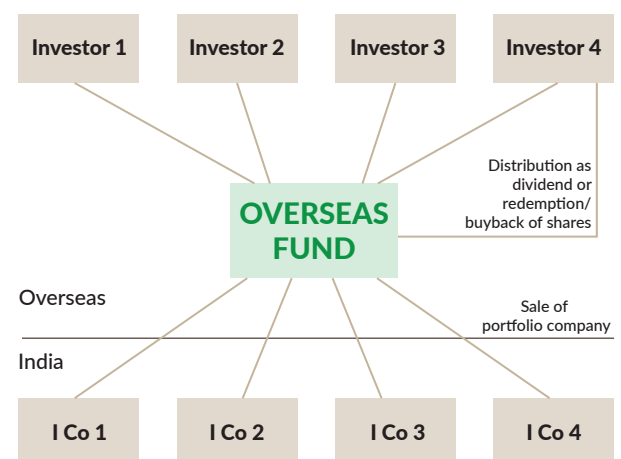 Investor 1
Investor 2
Investor 3
Investor 4
Distribution as
dividend or
redemption/
buyback of shares
OVERSEAS
FUND
Overseas
Sale of
portfolio company
India
I Co 1
I Co 2
I Co 3
I Co 4